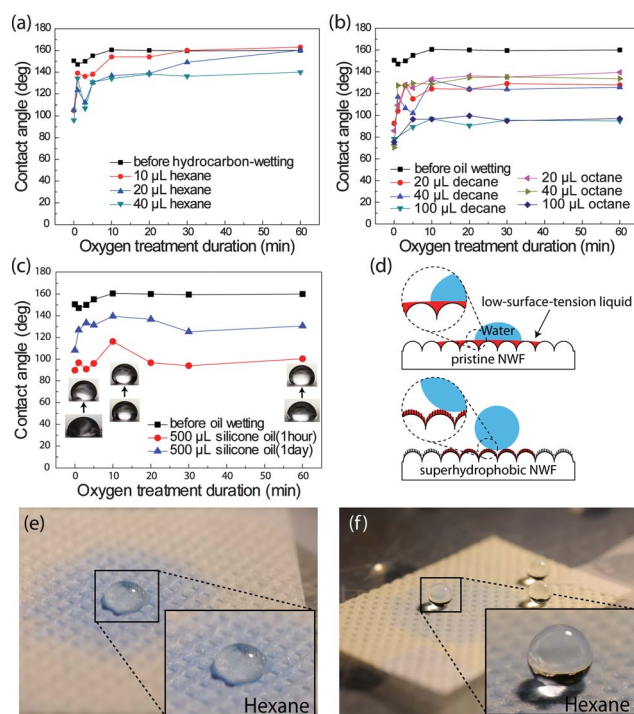 (a)
Contact angle (deg)
180
160
140
120
100
80
60
40
20
0
before hydrocarbon-wetting
10 µL hexane
20 µL hexane
40 µL hexane
0 10 20 30 40 50 60
Oxygen treatment duration (min)
(b)
Contact angle (deg)
180
160
140
120
100
80
60
40
20
0
before oil wetting
20 µL decane
40 µL decane
100 µL decane
20 µL octane
40 µL octane
100 µL octane
0 10 20 30 40 50 60
Oxygen treatment duration (min)
(c)
Contact angle (deg)
180
160
140
120
100
80
60
40
20
0
before oil wetting
500 µL silicone oil(1hour)
500 µL silicone oil(1day)
0 10 20 30 40 50 60
Oxygen treatment duration (min)
(d)
low-surface-tension liquid
Water
pristine NWF
superhydrophobic NWF
(e)
Hexane
(f)
Hexane